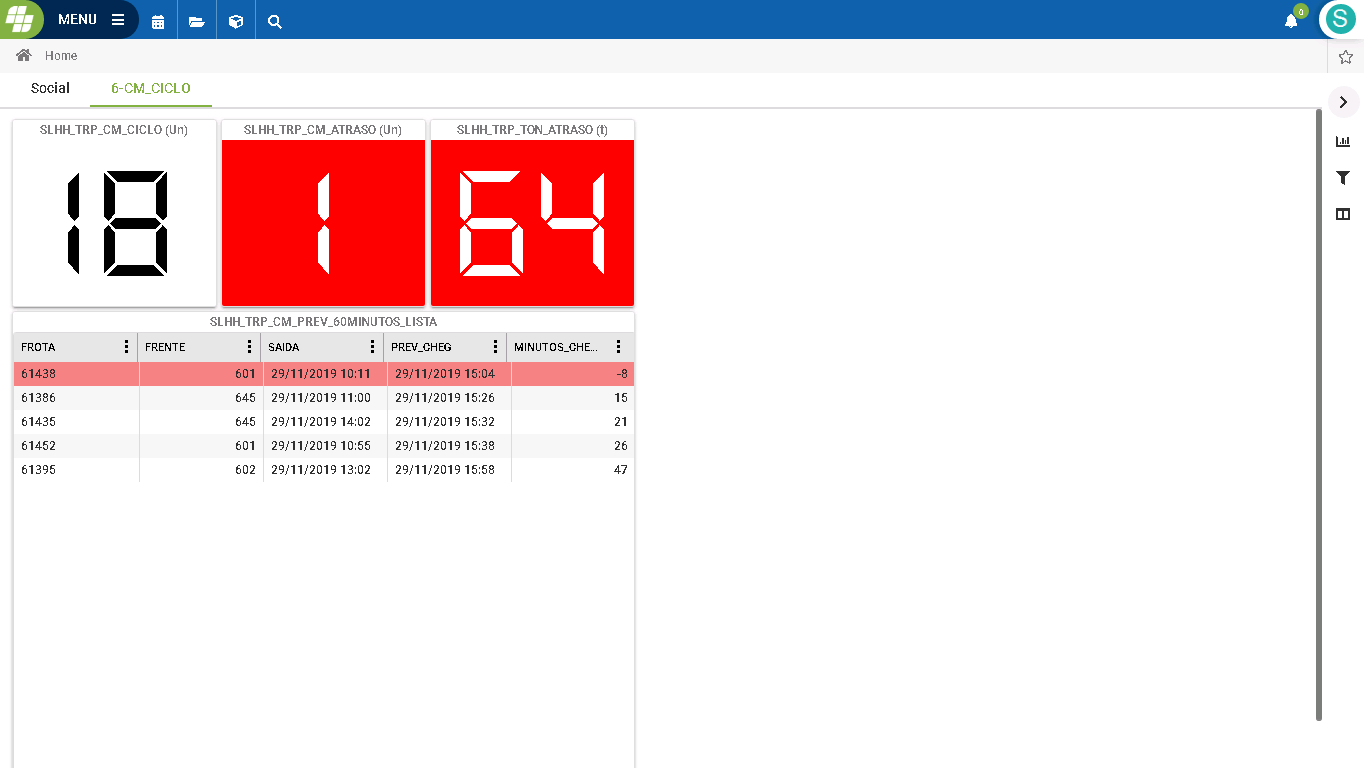 MENU
0
S
Home
Social 6-CM_CICLO
SLHH_TRP_CM_CICLO (Un) SLHH_TRP_CM_ATRASO (Un) SLHH_TRP_TON_ATRASO (t)
18 1 64
SLHH_TRP_CM_PREV_60MINUTOS_LISTA
FROTA FRENTE SAIDA PREV_CHEG MINUTOS_CHE...
61438 601 29/11/2019 10:11 29/11/2019 15:04 -8
61386 645 29/11/2019 11:00 29/11/2019 15:26 15
61435 645 29/11/2019 14:02 29/11/2019 15:32 21
61452 601 29/11/2019 10:55 29/11/2019 15:38 26
61395 602 29/11/2019 13:02 29/11/2019 15:58 47